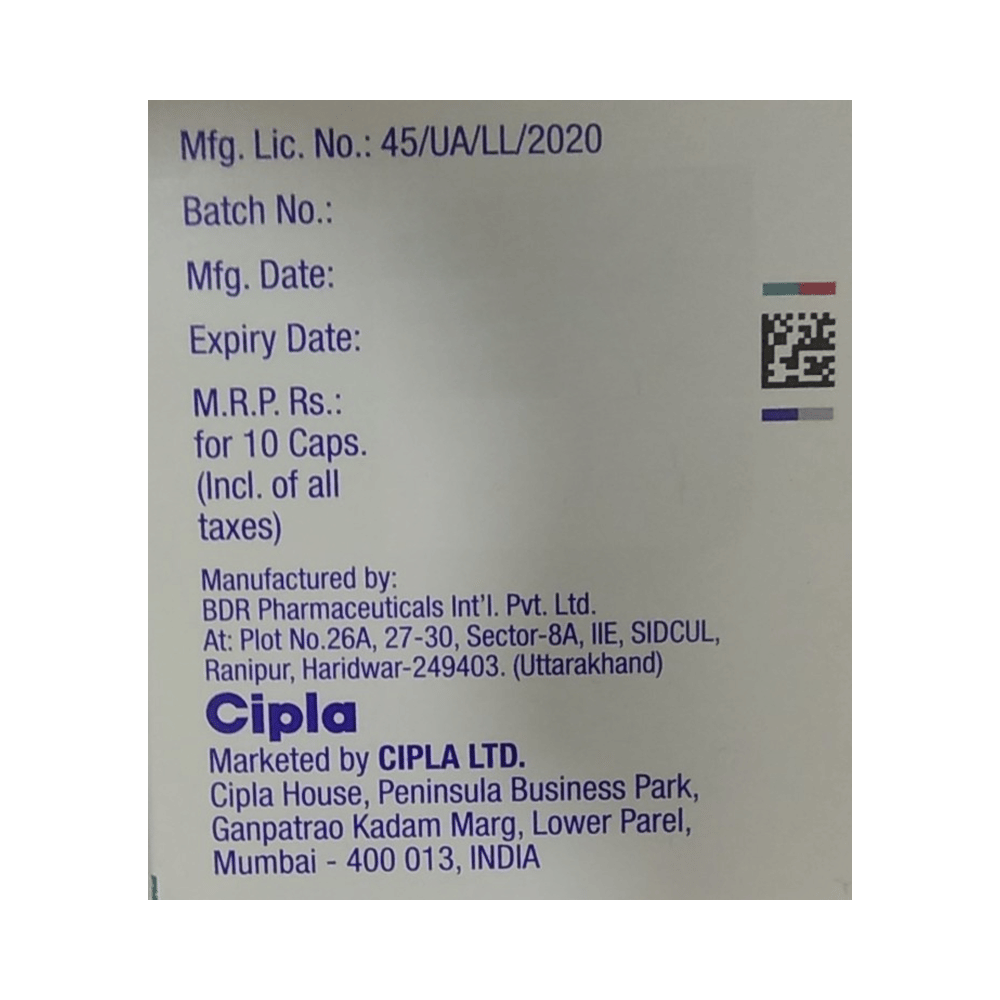 Mfg. Lic. No.: 45/UA/LL/2020
Batch No.:
Mfg. Date:
Expiry Date:
M.R.P. Rs.:
for 10 Caps.
(Incl. of all
taxes)
Manufactured by:
BDR Pharmaceuticals Int'l. Pvt. Ltd.
At: Plot No.26A, 27-30, Sector-8A, IIE, SIDCUL,
Ranipur, Haridwar-249403. (Uttarakhand)
Cipla
Marketed by CIPLA LTD.
Cipla House, Peninsula Business Park,
Ganpatrao Kadam Marg, Lower Parel,
Mumbai - 400 013, INDIA